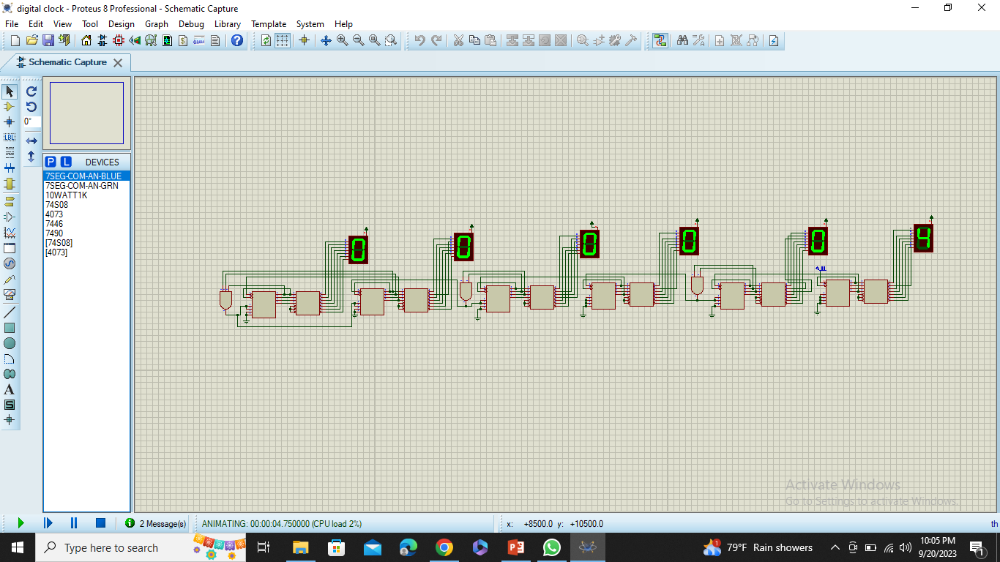 digital clock - Proteus 8 Professional - Schematic Capture
File Edit View Tool Design Graph Debug Library Template System Help
Schematic Capture
0°
LBL
P L DEVICES
7SEG-COM-AN-BLUE
7SEG-COM-AN-GRN
10WATT1K
74S08
4073
7446
7490
[74S08]
[4073]
A
S
0 0 0 0 0 4
Activate Windows
Go to Settings to activate Windows.
2 Message(s) ANIMATING: 00:00:04.750000 (CPU load 2%) x: +8500.0 y: +10500.0 th
Type here to search
1 79°F Rain showers
10:05 PM
9/20/2023
1